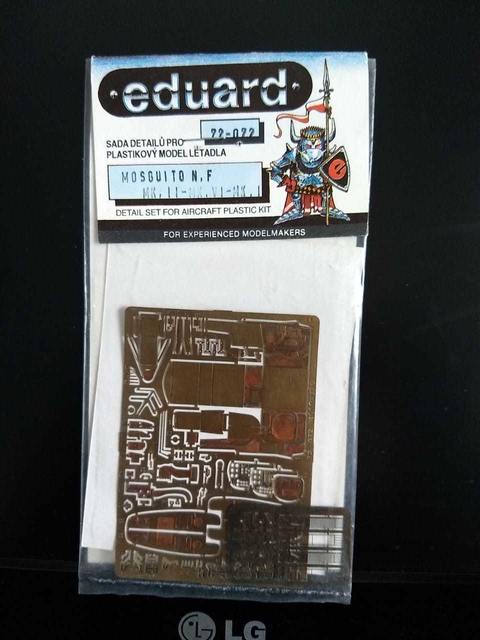 eduard
72-022
SADA DETAILŮ PRO
PLASTIKOVÝ MODEL LETADLA
MOSQUITO N.F
MK.II-MK.VI-MK.
DETAIL SET FOR AIRCRAFT PLASTIC KIT
FOR EXPERIENCED MODELMAKERS
e
LG